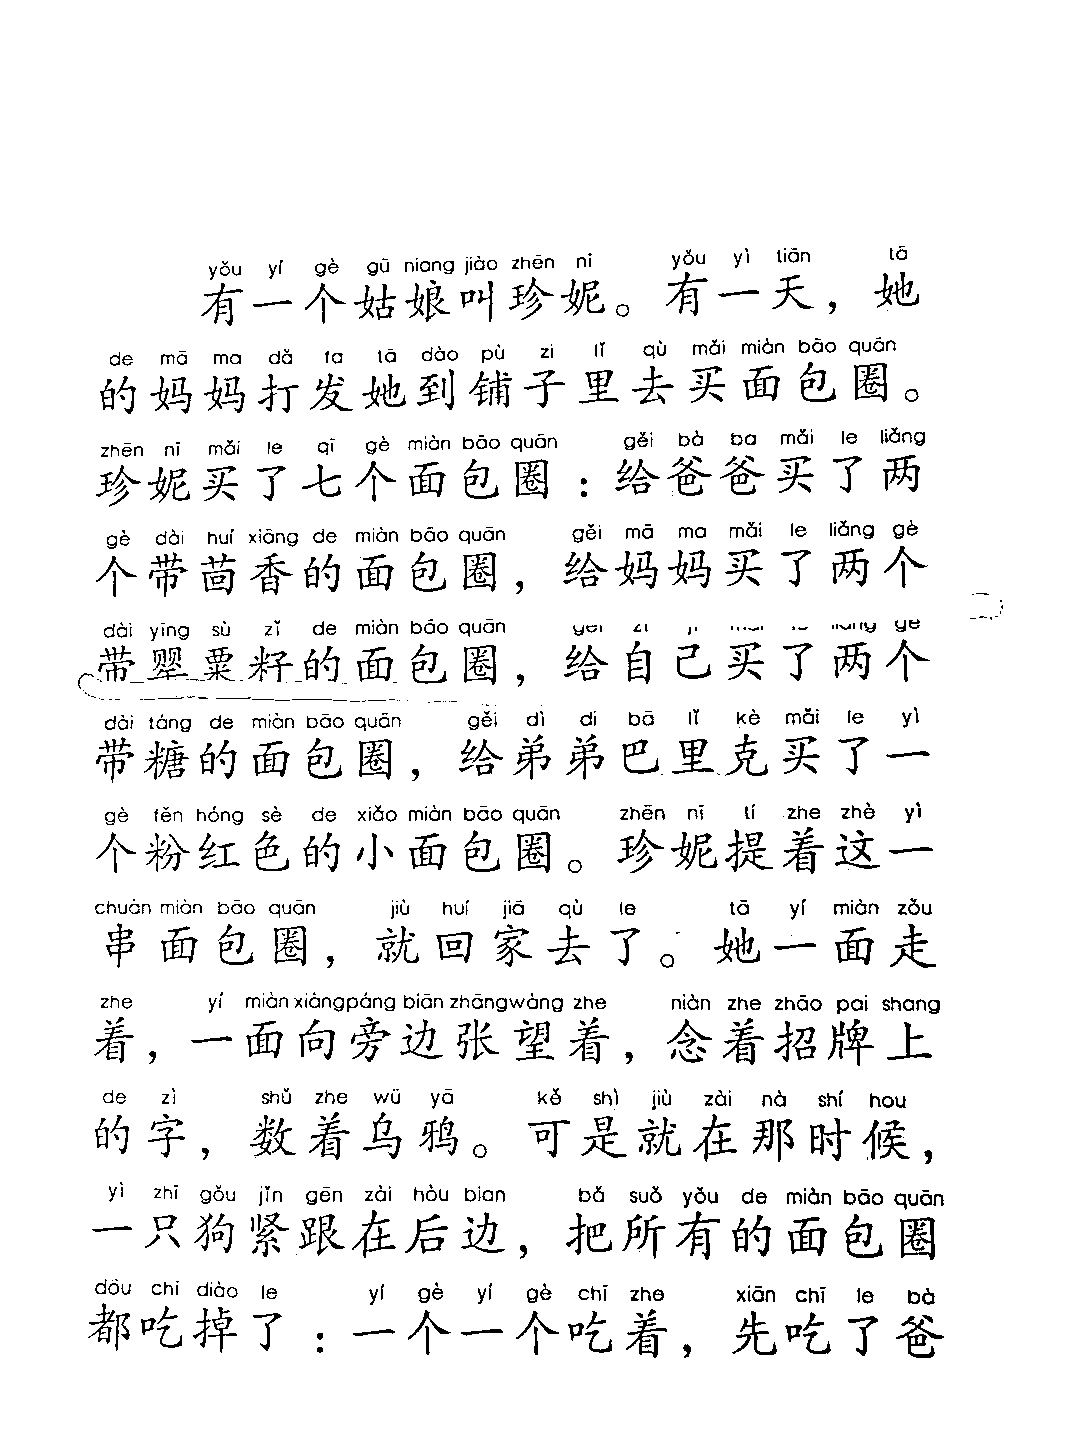 yǒu yí gè gū niang jiào zhēn nī yǒu yì tiān tā
有一个姑娘叫珍妮。有一天，她
de mā ma dǎ fa tā dào pù zi lǐ qù mǎi miàn bāo quān
的妈妈打发她到铺子里去买面包圈。
zhēn nī mǎi le qī gè miàn bāo quān gěi bà ba mǎi le liǎng
珍妮买了七个面包圈：给爸爸买了两
gè dài huí xiāng de miàn bāo quān gěi mā ma mǎi le liǎng gè
个带茴香的面包圈，给妈妈买了两个
dài yīng sù zǐ de miàn bāo quān gěi zì jǐ mǎi le liǎng gè
带罂粟籽的面包圈，给自己买了两个
dài táng de miàn bāo quān gěi dì di bā lǐ kè mǎi le yì
带糖的面包圈，给弟弟巴里克买了一
gè fěn hóng sè de xiǎo miàn bāo quān zhēn nī tí zhe zhè yì
个粉红色的小面包圈。珍妮提着这一
chuàn miàn bāo quān jiù huí jiā qù le tā yí miàn zǒu
串面包圈，就回家去了。她一面走
zhe yí miàn xiàng páng biān zhāng wàng zhe niàn zhe zhāo pai shang
着，一面向旁边张望着，念着招牌上
de zì shǔ zhe wū yā kě shì jiù zài nà shí hou
的字，数着乌鸦。可是就在那时候，
yì zhī gǒu jǐn gēn zài hòu bian bǎ suǒ yǒu de miàn bāo quān
一只狗紧跟在后边，把所有的面包圈
dōu chī diào le yí gè yí gè chī zhe xiān chī le bà
都吃掉了：一个一个吃着，先吃了爸